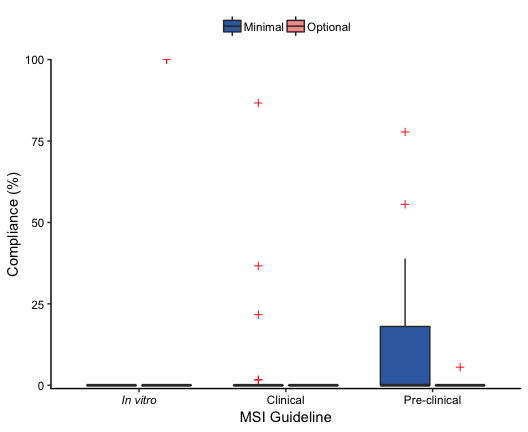 Minimal Optional
Compliance (%)
100
75
50
25
0
In vitro Clinical Pre-clinical
MSI Guideline